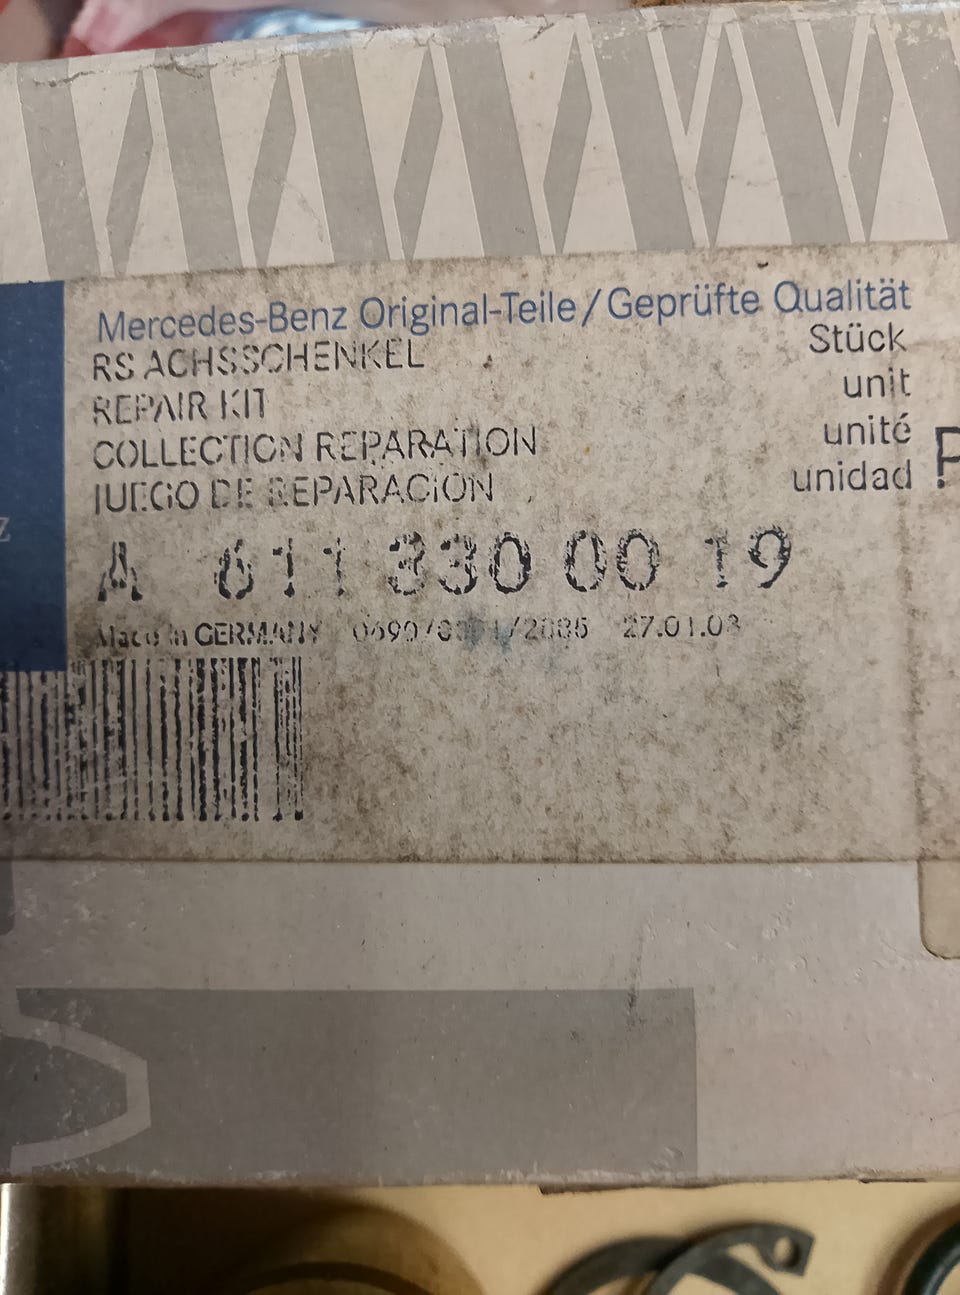 Mercedes-Benz Original-Teile/Geprüfte Qualität
RS ACHSSCHENKEL
Stück
REPAIR KIT
unit
COLLECTION REPARATION
unité
JUEGO DE REPARACION
unidad
A 611 330 00 19
Made in GERMANY 27.01.03